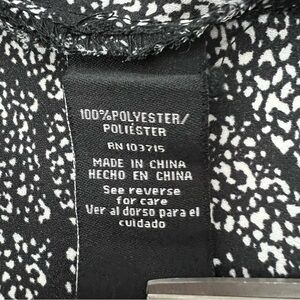 100%POLYESTER/
POLIÉSTER
RN 103715
MADE IN CHINA
HECHO EN CHINA
See reverse
for care
Ver al dorso para el
cuidado